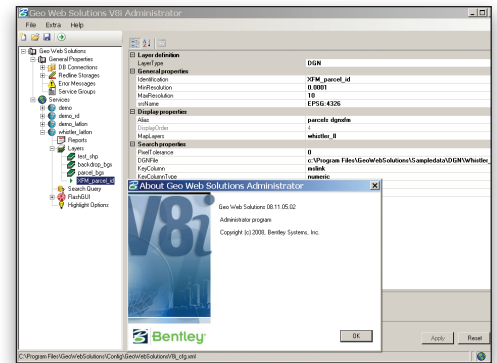 Geo Web Solutions V8i Administrator
File Extra Help
Geo Web Solutions
General Properties
DB Connections
Redline Storages
Error Messages
Service Groups
Services
demo
demo_rd
demo_latlon
whistler_latlon
Reports
Layers
test_shp
backdrop_bgs
parcel_bgs
XFM_parcel_id
Search Query
FlashGUI
Highlight Options
Layer definition
LayerType DGN
General properties
Identification XFM_parcel_id
MinResolution 0.0001
MaxResolution 10
srsName EPSG:4326
Display properties
Alias parcels dgnxfm
DisplayOrder 4
MapLayers whistler_ll
Search properties
PixelTolerance 0
DGNFile c:\Program Files\GeoWebSolutions\Sampledata\DGN\Whistler_
KeyColumn mslink
KeyColumnType numeric
About Geo Web Solutions Administrator
V8i
Geo Web Solutions 08.11.05.02
Administrator program
Copyright (c) 2008, Bentley Systems, Inc.
Bentley
OK
Apply Reset
C:\Program Files\GeoWebSolutions\Config\GeoWebSolutionsV8i_cfg.xml